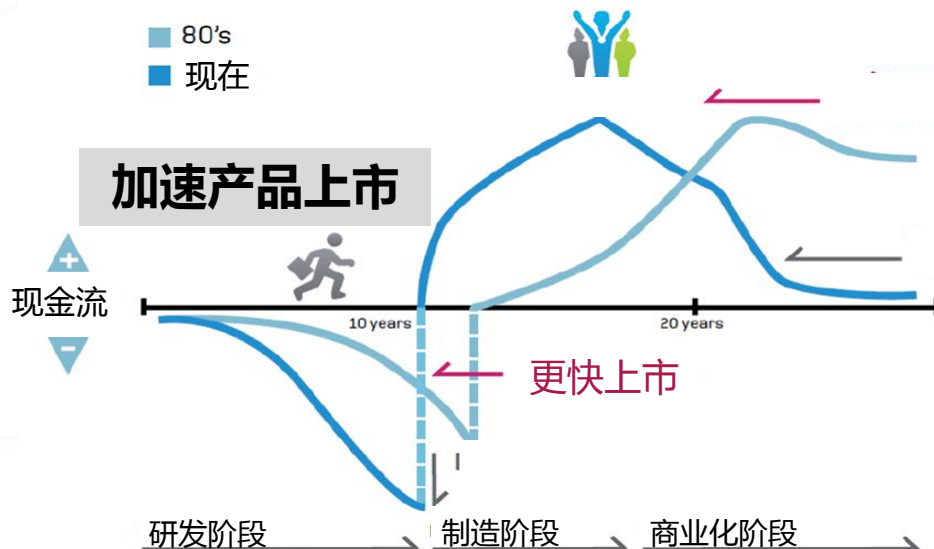 80's
现在
加速产品上市
+
现金流
-
10 years
20 years
更快上市
研发阶段
制造阶段
商业化阶段